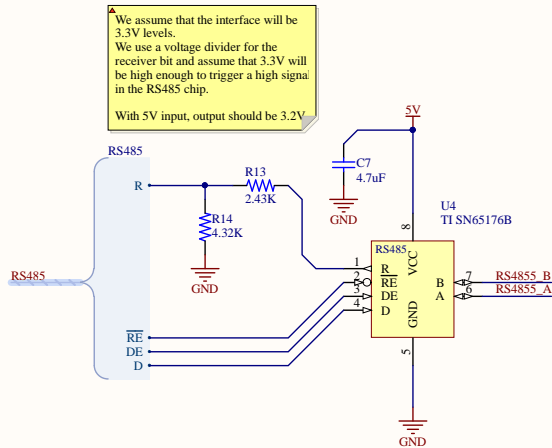 We assume that the interface will be
3.3V levels.
We use a voltage divider for the
receiver bit and assume that 3.3V will
be high enough to trigger a high signal
in the RS485 chip.
With 5V input, output should be 3.2V
5V
RS485
R
R13
2.43K
C7
4.7uF
GND
U4
TI SN65176B
R14
4.32K
GND
8
VCC
RS485
1
R
RS485
2
RE
3
DE
4
D
B
7
RS4855_B
A
6
RS4855_A
GND
5
RE
DE
D
GND